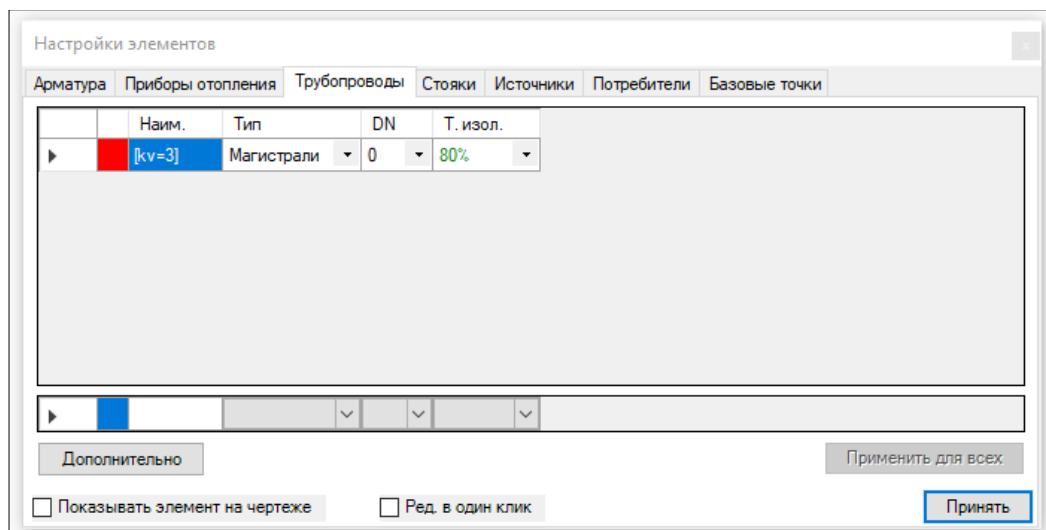 Настройки элементов
x
Арматура Приборы отопления Трубопроводы Стояки Источники Потребители Базовые точки
Наим. Тип DN Т. изол.
[kv=3] Магистрали 0 80%
Дополнительно Применить для всех
Показывать элемент на чертеже Ред. в один клик Принять